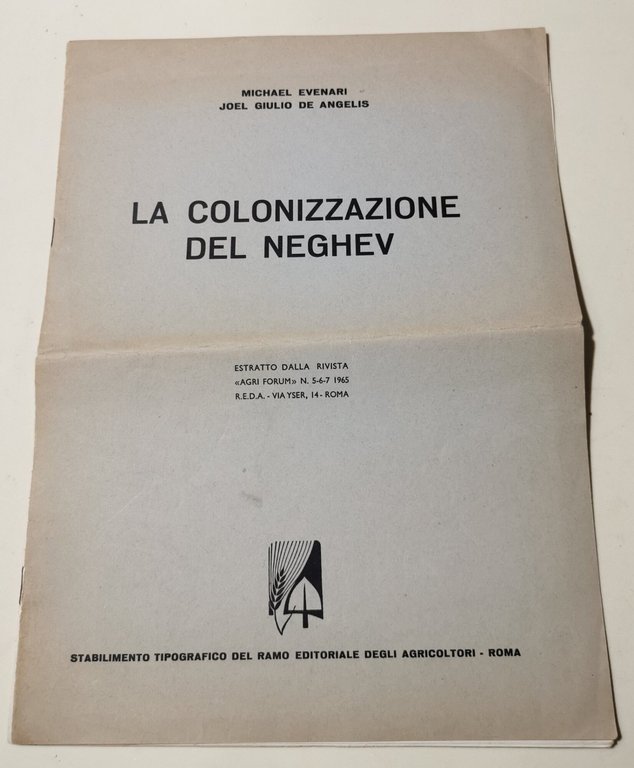 MICHAEL EVENARI
JOEL GIULIO DE ANGELIS
LA COLONIZZAZIONE
DEL NEGHEV
ESTRATTO DALLA RIVISTA
«AGRI FORUM» N. 5-6-7 1965
R.E.D.A. - VIA YSER, 14 - ROMA
STABILIMENTO TIPOGRAFICO DEL RAMO EDITORIALE DEGLI AGRICOLTORI - ROMA